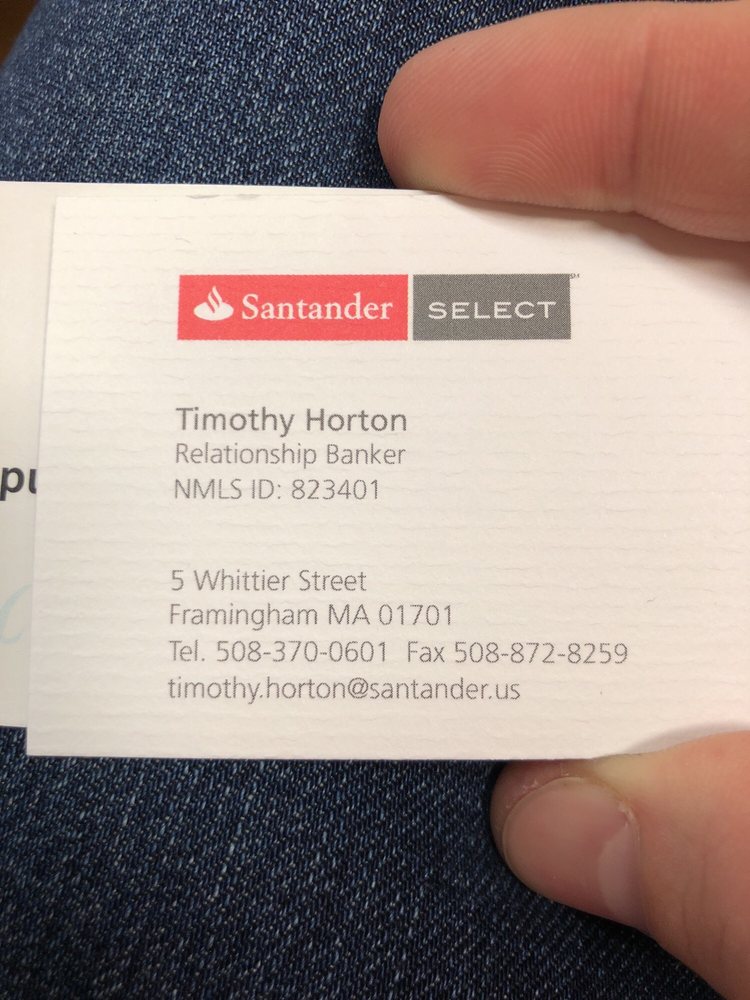 Santander SELECT
Timothy Horton
Relationship Banker
NMLS ID: 823401
5 Whittier Street
Framingham MA 01701
Tel. 508-370-0601 Fax 508-872-8259
timothy.horton@santander.us